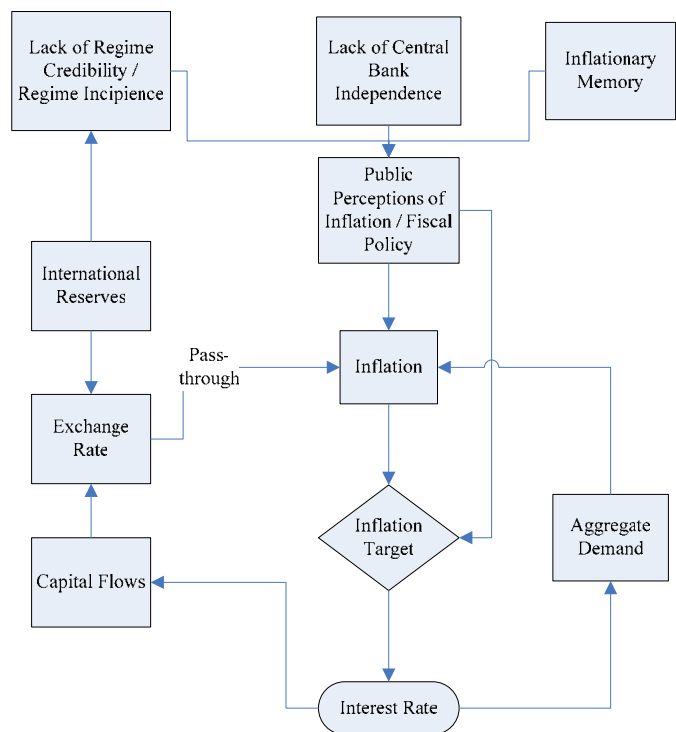 Lack of Regime
Credibility /
Regime Incipience
Lack of Central
Bank
Independence
Inflationary
Memory
Public
Perceptions of
Inflation / Fiscal
Policy
International
Reserves
Pass-
through
Inflation
Exchange
Rate
Inflation
Target
Aggregate
Demand
Capital Flows
Interest Rate